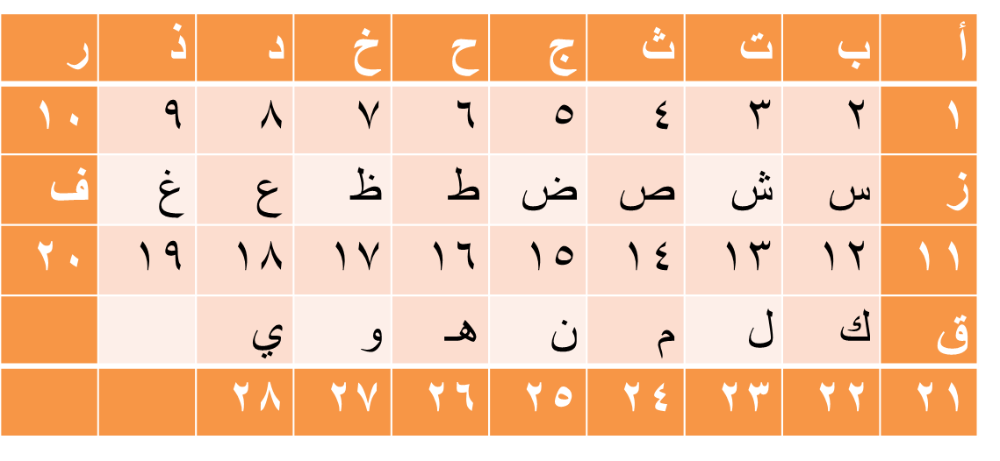 أ ب ت ث ج ح خ د ذ ر
١ ٢ ٣ ٤ ٥ ٦ ٧ ٨ ٩ ١٠
ز س ش ص ض ط ظ ع غ ف
١١ ١٢ ١٣ ١٤ ١٥ ١٦ ١٧ ١٨ ١٩ ٢٠
ق ك ل م ن هـ و ي
٢١ ٢٢ ٢٣ ٢٤ ٢٥ ٢٦ ٢٧ ٢٨